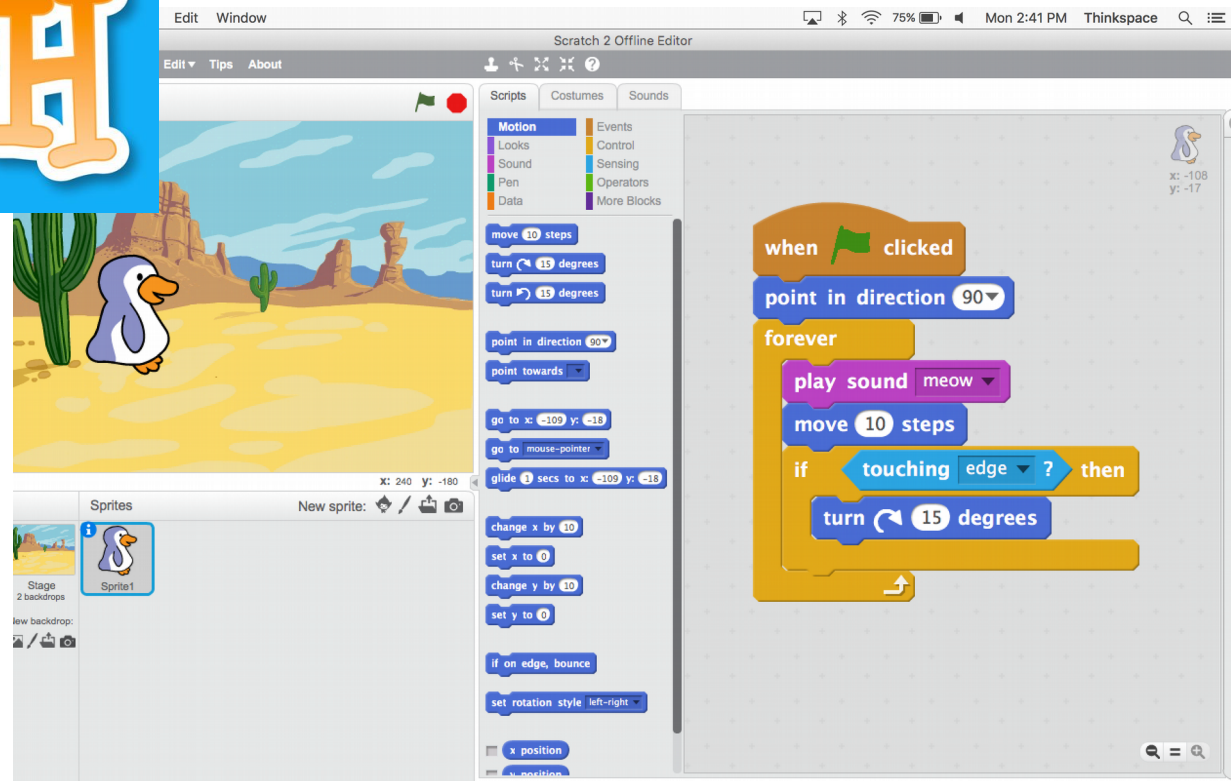 H
Edit Window
75% Mon 2:41 PM Thinkspace
Scratch 2 Offline Editor
Edit Tips About
Scripts Costumes Sounds
Motion Events
Looks Control
Sound Sensing
Pen Operators
Data More Blocks
x: -108
y: -17
move 10 steps
turn 15 degrees
turn 15 degrees
point in direction 90
point towards
go to x: -109 y: -18
go to mouse-pointer
glide 1 secs to x: -109 y: -18
change x by 10
set x to 0
change y by 10
set y to 0
if on edge, bounce
set rotation style left-right
x position
y position
when clicked
point in direction 90
forever
play sound meow
move 10 steps
if touching edge ? then
turn 15 degrees
X: 240 y: -180
Sprites New sprite:
Stage
2 backdrops
Sprite1
backdrop: